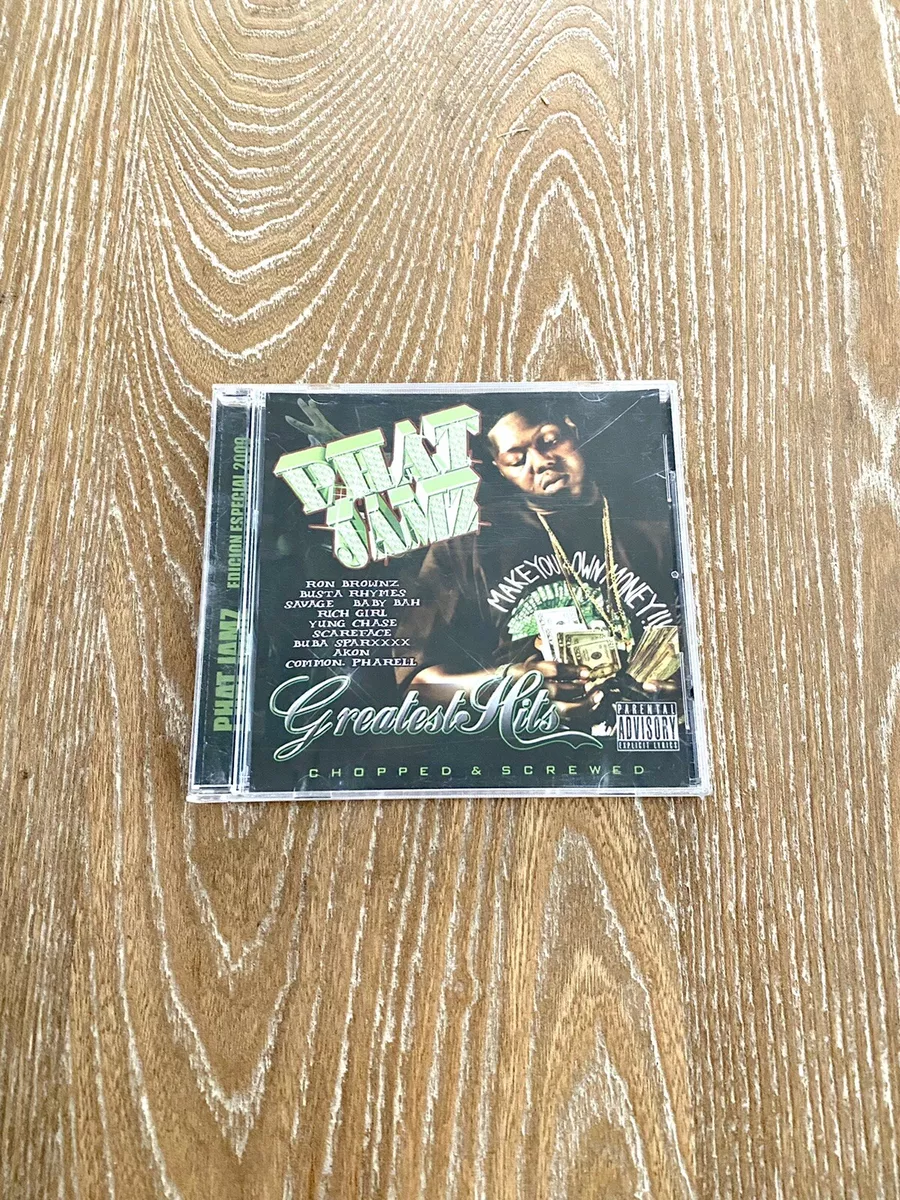 PHAT JAMZ EDICION ESPECIAL 2009
PHAT
JAMZ
RON BROWNZ
BUSTA RHYMES
SAVAGE BABY BAH
RICH GIRL
YUNG CHASE
SCAREFACE
BUBA SPARXXXX
AKON
COMMON. PHARELL
MAKE YOUR OWN MONEY!!!
Greatest Hits
PARENTAL
ADVISORY
EXPLICIT LYRICS
CHOPPED & SCREWED